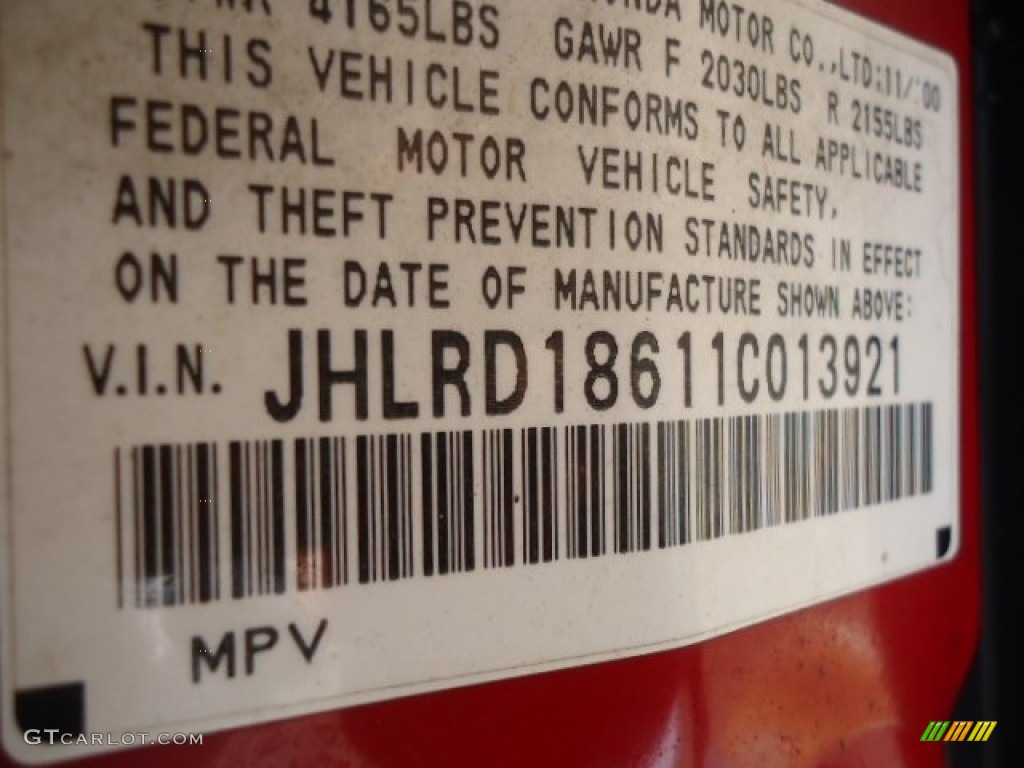 MOTOR CO.,LTD:11/'00
4165LBS GAWR F 2030LBS R 2155LBS
THIS VEHICLE CONFORMS TO ALL APPLICABLE
FEDERAL MOTOR VEHICLE SAFETY,
AND THEFT PREVENTION STANDARDS IN EFFECT
ON THE DATE OF MANUFACTURE SHOWN ABOVE:
V.I.N. JHLRD18611C013921
MPV
GTCARLOT.COM